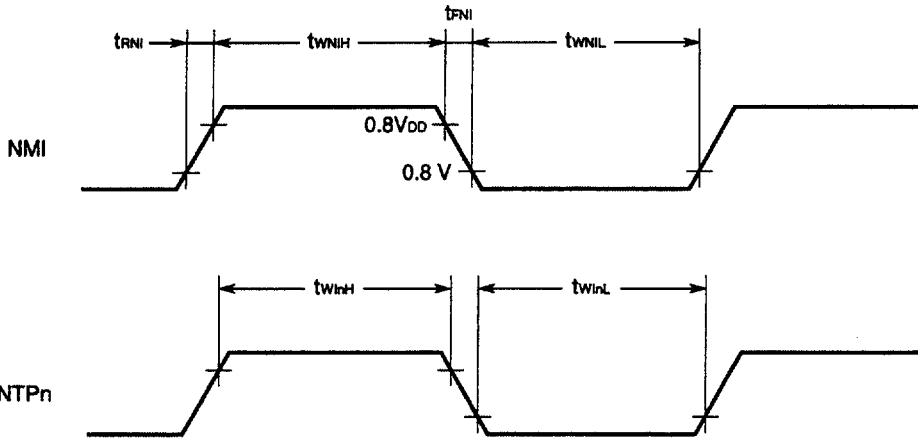 tFNI
tRNI tWNIH tWNIL
NMI
0.8VDD
0.8 V
tWInH tWInL
NTPn